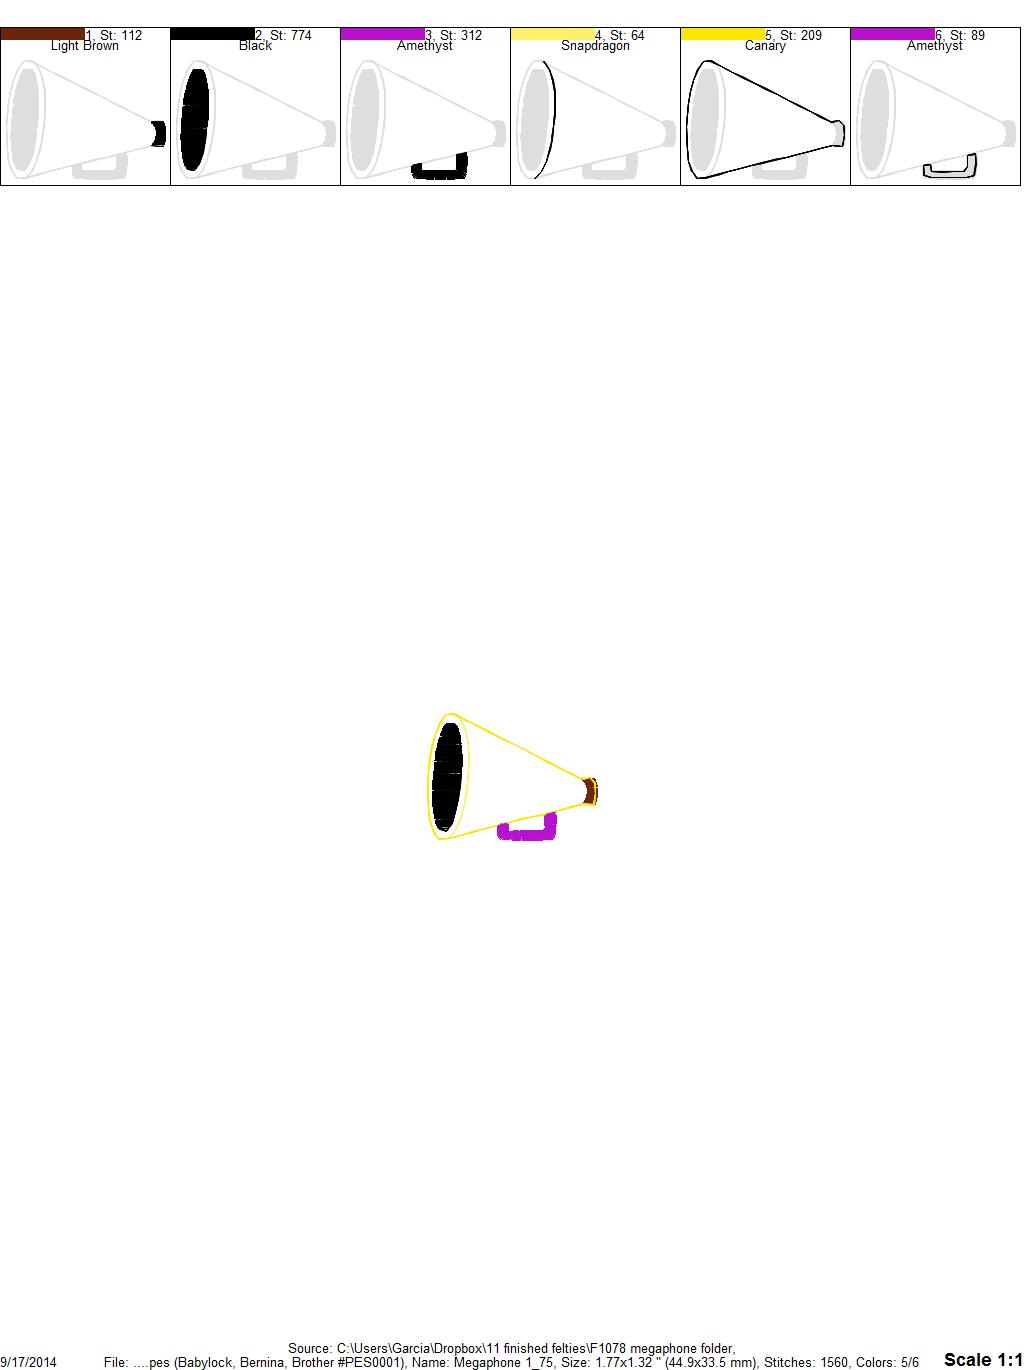 1, St: 112
Light Brown
2, St: 774
Black
3, St: 312
Amethyst
4, St: 64
Snapdragon
5, St: 209
Canary
6, St: 89
Amethyst
Source: C:\Users\Garcia\Dropbox\11 finished felties\F1078 megaphone folder,
9/17/2014 File: ....pes (Babylock, Bernina, Brother #PES0001), Name: Megaphone 1_75, Size: 1.77x1.32 " (44.9x33.5 mm), Stitches: 1560, Colors: 5/6 Scale 1:1